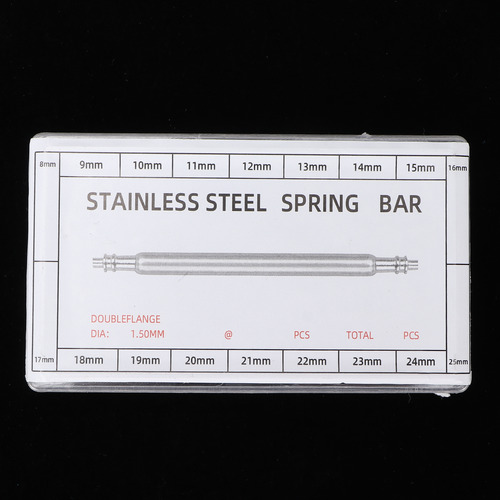 8mm 9mm 10mm 11mm 12mm 13mm 14mm 15mm 16mm
STAINLESS STEEL SPRING BAR
DOUBLEFLANGE
DIA: 1.50MM @ PCS TOTAL PCS
17mm 18mm 19mm 20mm 21mm 22mm 23mm 24mm 25mm